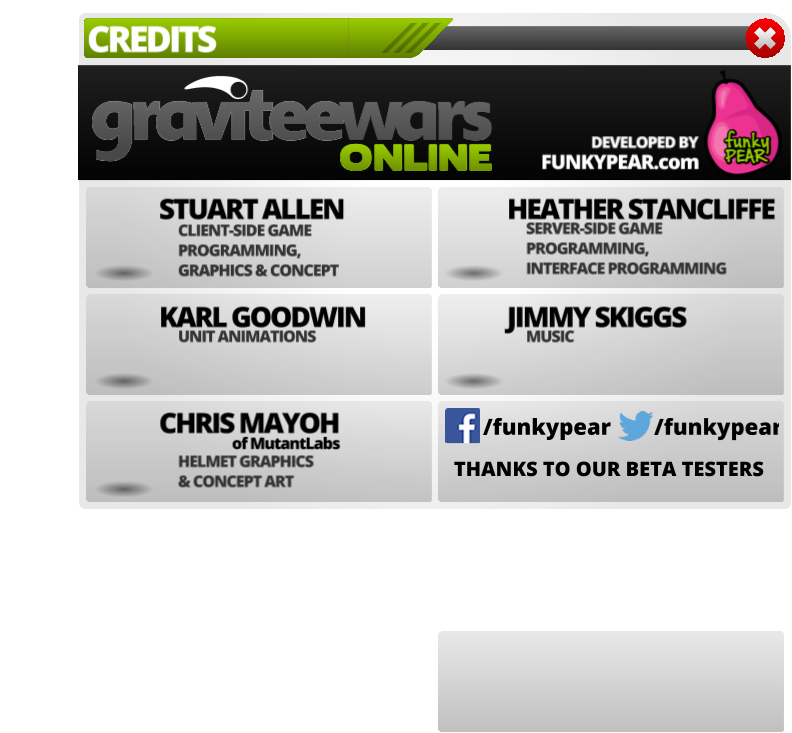 CREDITS
graviteewars
ONLINE
DEVELOPED BY
FUNKYPEAR.com
funky
PEAR
STUART ALLEN
CLIENT-SIDE GAME
PROGRAMMING,
GRAPHICS & CONCEPT
HEATHER STANCLIFFE
SERVER-SIDE GAME
PROGRAMMING,
INTERFACE PROGRAMMING
KARL GOODWIN
UNIT ANIMATIONS
JIMMY SKIGGS
MUSIC
CHRIS MAYOH
of MutantLabs
HELMET GRAPHICS
& CONCEPT ART
/funkypear /funkypear
THANKS TO OUR BETA TESTERS